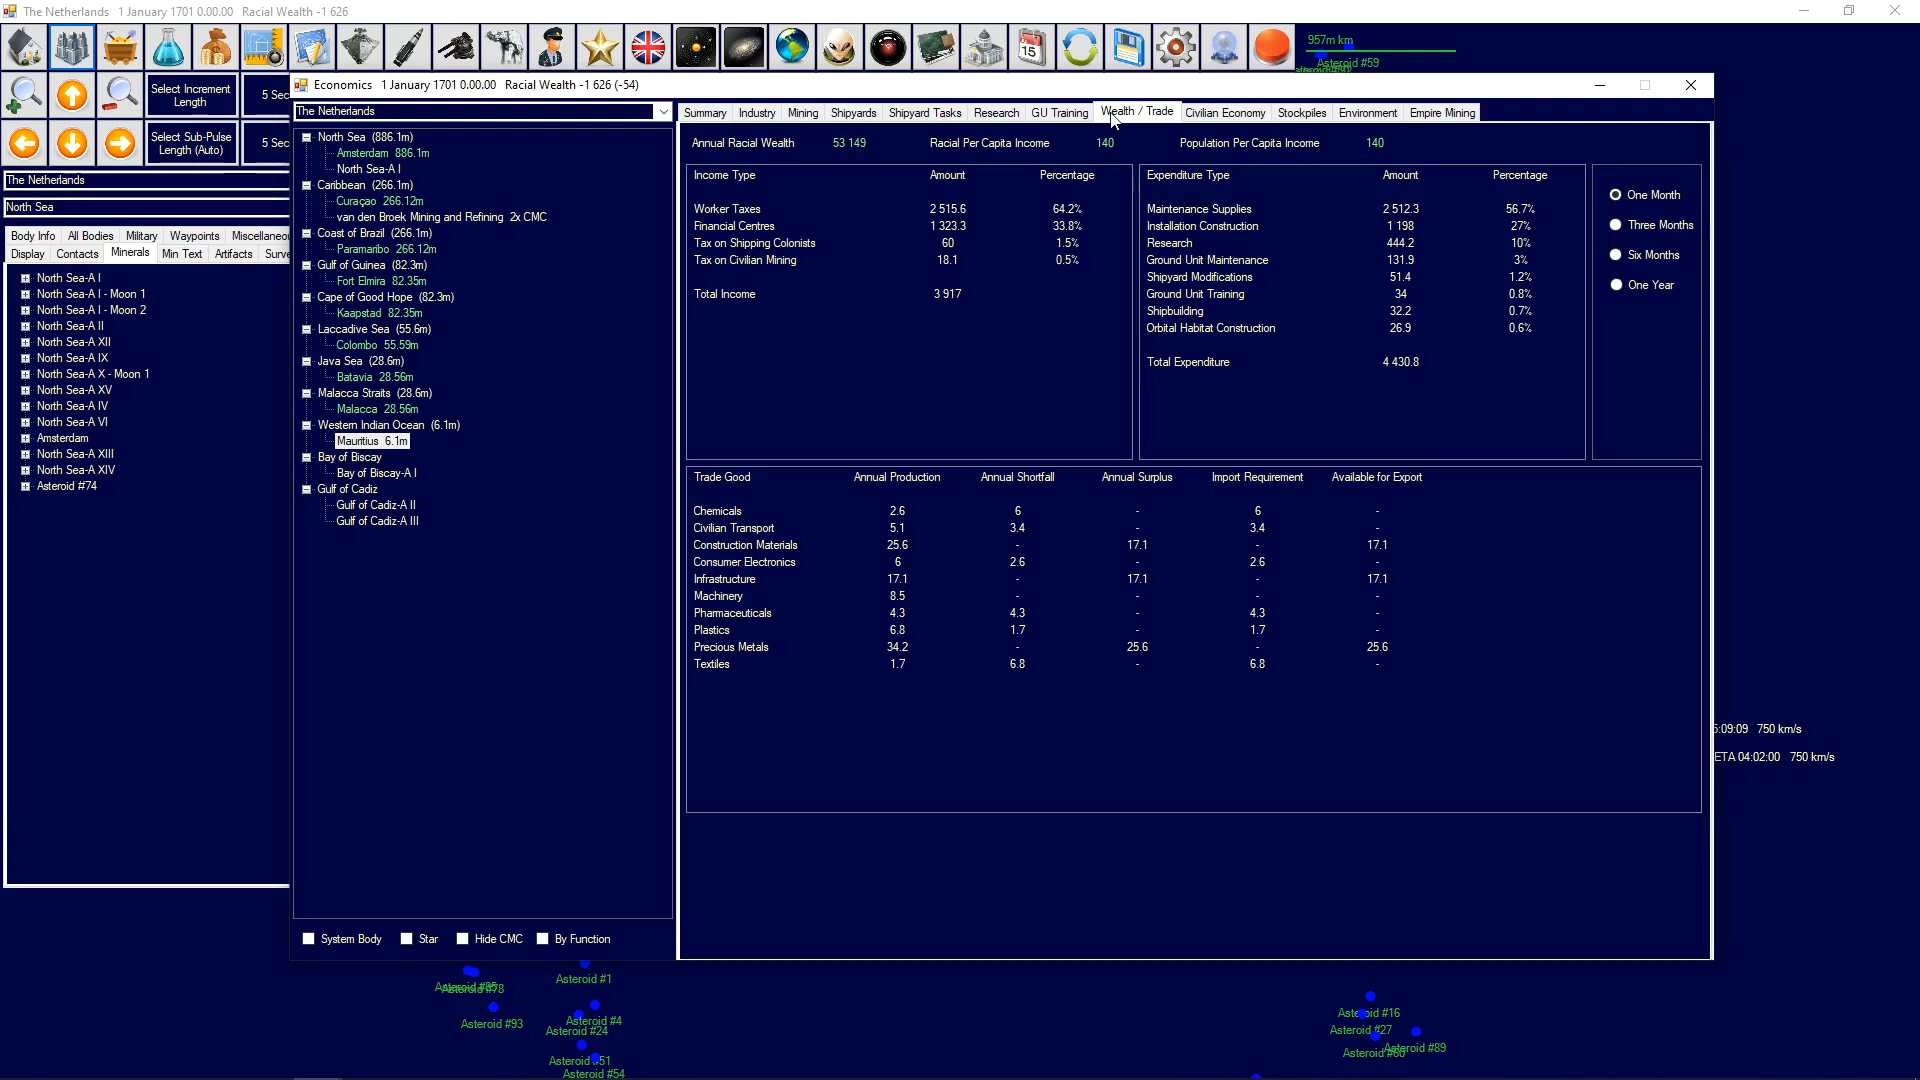 The Netherlands 1 January 1701 0.00.00 Racial Wealth -1 626
15
957m km
Asteroid #59
Select Increment Length
5 Sec
Select Sub-Pulse Length (Auto)
5 Sec
The Netherlands
North Sea
Body Info All Bodies Military Waypoints Miscellaneou
Display Contacts Minerals Min Text Artifacts Surve
North Sea-A I
North Sea-A I - Moon 1
North Sea-A I - Moon 2
North Sea-A II
North Sea-A XII
North Sea-A IX
North Sea-A X - Moon 1
North Sea-A XV
North Sea-A IV
North Sea-A VI
Amsterdam
North Sea-A XIII
North Sea-A XIV
Asteroid #74
Economics 1 January 1701 0.00.00 Racial Wealth -1 626 (-54)
The Netherlands
North Sea (886.1m)
Amsterdam 886.1m
North Sea-A I
Caribbean (266.1m)
Curaçao 266.12m
van den Broek Mining and Refining 2x CMC
Coast of Brazil (266.1m)
Paramaribo 266.12m
Gulf of Guinea (82.3m)
Fort Elmira 82.35m
Cape of Good Hope (82.3m)
Kaapstad 82.35m
Laccadive Sea (55.6m)
Colombo 55.59m
Java Sea (28.6m)
Batavia 28.56m
Malacca Straits (28.6m)
Malacca 28.56m
Western Indian Ocean (6.1m)
Mauritius 6.1m
Bay of Biscay
Bay of Biscay-A I
Gulf of Cadiz
Gulf of Cadiz-A II
Gulf of Cadiz-A III
System Body Star Hide CMC By Function
Summary Industry Mining Shipyards Shipyard Tasks Research GU Training Wealth / Trade Civilian Economy Stockpiles Environment Empire Mining
Annual Racial Wealth 53 149 Racial Per Capita Income 140 Population Per Capita Income 140
Income Type Amount Percentage
Worker Taxes 2 515.6 64.2%
Financial Centres 1 323.3 33.8%
Tax on Shipping Colonists 60 1.5%
Tax on Civilian Mining 18.1 0.5%
Total Income 3 917
Expenditure Type Amount Percentage
Maintenance Supplies 2 512.3 56.7%
Installation Construction 1 198 27%
Research 444.2 10%
Ground Unit Maintenance 131.9 3%
Shipyard Modifications 51.4 1.2%
Ground Unit Training 34 0.8%
Shipbuilding 32.2 0.7%
Orbital Habitat Construction 26.9 0.6%
Total Expenditure 4 430.8
One Month
Three Months
Six Months
One Year
Trade Good Annual Production Annual Shortfall Annual Surplus Import Requirement Available for Export
Chemicals 2.6 6 - 6 -
Civilian Transport 5.1 3.4 - 3.4 -
Construction Materials 25.6 - 17.1 - 17.1
Consumer Electronics 6 2.6 - 2.6 -
Infrastructure 17.1 - 17.1 - 17.1
Machinery 8.5 - - - -
Pharmaceuticals 4.3 4.3 - 4.3 -
Plastics 6.8 1.7 - 1.7 -
Precious Metals 34.2 - 25.6 - 25.6
Textiles 1.7 6.8 - 6.8 -
5:09:09 750 km/s
ETA 04:02:00 750 km/s
Asteroid #1
Asteroid #78
Asteroid #93
Asteroid #4
Asteroid #24
Asteroid #51
Asteroid #54
Asteroid #16
Asteroid #27
Asteroid #89